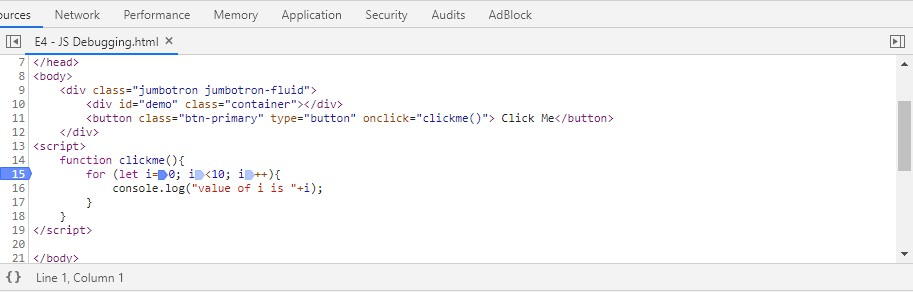 ources Network Performance Memory Application Security Audits AdBlock
E4 - JS Debugging.html ×
7 </head>
8 <body>
9 <div class="jumbotron jumbotron-fluid">
10 <div id="demo" class="container"></div>
11 <button class="btn-primary" type="button" onclick="clickme()"> Click Me</button>
12 </div>
13 <script>
14 function clickme(){
15 for (let i=0; i<10; i++){
16 console.log("value of i is "+i);
17 }
18 }
19 </script>
20
21 </body>
{} Line 1, Column 1